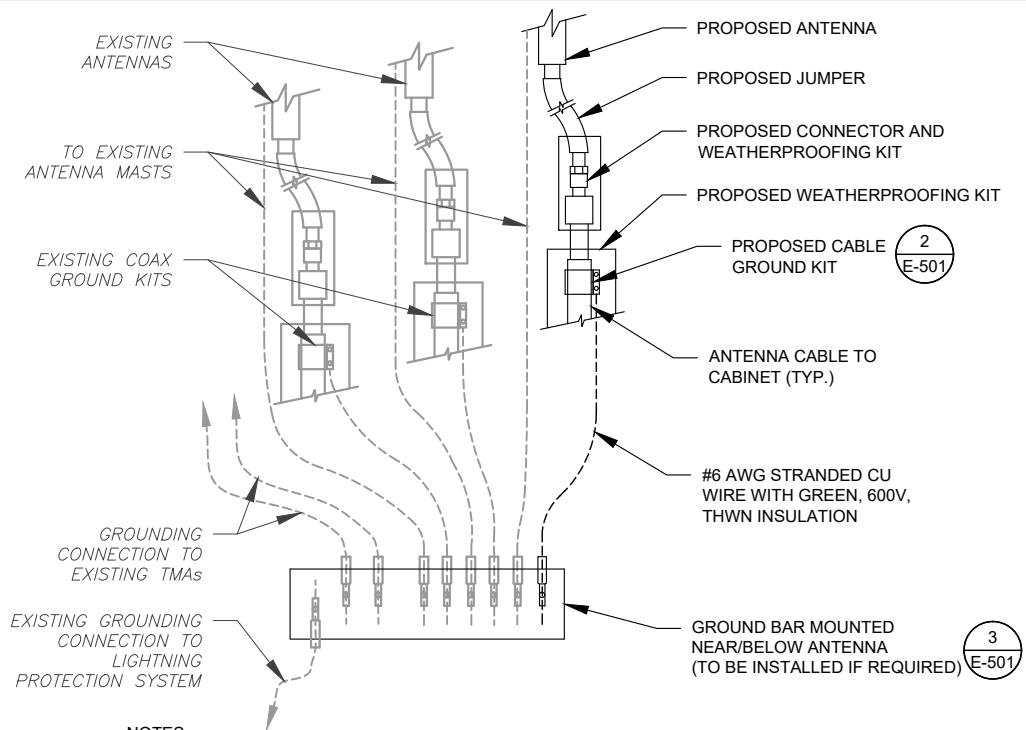 EXISTING
ANTENNAS
TO EXISTING
ANTENNA MASTS
EXISTING COAX
GROUND KITS
GROUNDING
CONNECTION TO
EXISTING TMAs
EXISTING GROUNDING
CONNECTION TO
LIGHTNING
PROTECTION SYSTEM
PROPOSED ANTENNA
PROPOSED JUMPER
PROPOSED CONNECTOR AND
WEATHERPROOFING KIT
PROPOSED WEATHERPROOFING KIT
PROPOSED CABLE
GROUND KIT
2
E-501
ANTENNA CABLE TO
CABINET (TYP.)
#6 AWG STRANDED CU
WIRE WITH GREEN, 600V,
THWN INSULATION
GROUND BAR MOUNTED
NEAR/BELOW ANTENNA
(TO BE INSTALLED IF REQUIRED)
3
E-501
NOTES